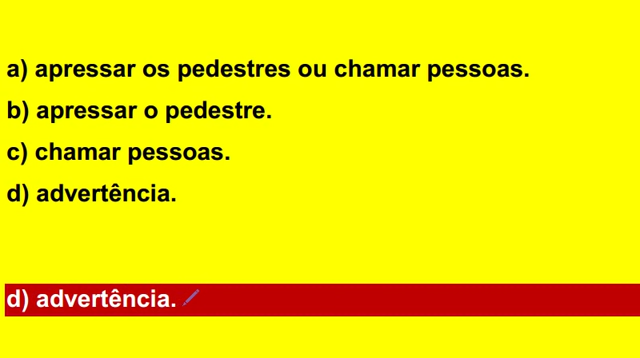 a) apressar os pedestres ou chamar pessoas.
b) apressar o pedestre.
c) chamar pessoas.
d) advertência.
d) advertência.